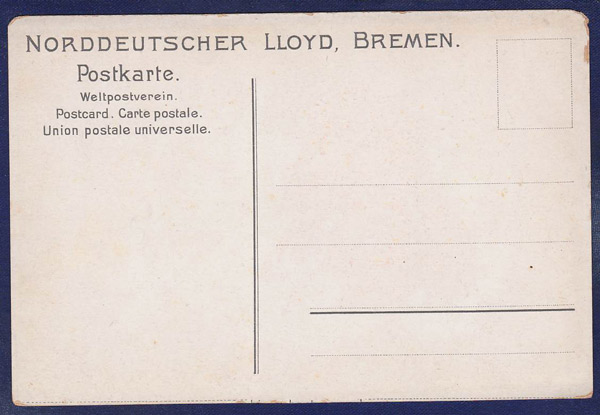 NORDDEUTSCHER LLOYD, BREMEN.
Postkarte.
Weltpostverein.
Postcard. Carte postale.
Union postale universelle.